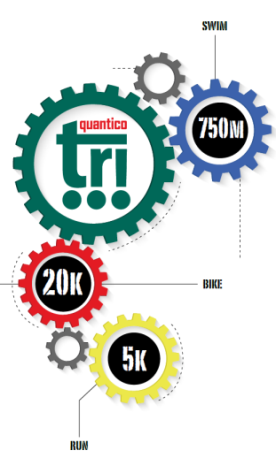 SWIM
750M
quantico
tri
20K
BIKE
5K
RUN